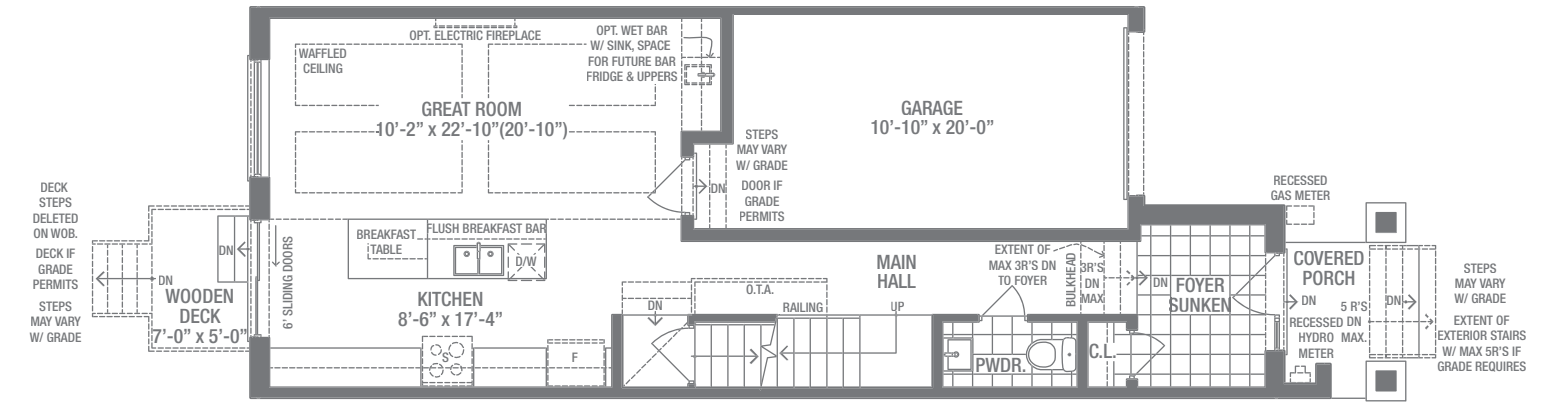 OPT. ELECTRIC FIREPLACE
WAFFLED
CEILING
OPT. WET BAR
W/ SINK, SPACE
FOR FUTURE BAR
FRIDGE & UPPERS
GREAT ROOM
10'-2" x 22'-10"(20'-10")
GARAGE
10'-10" x 20'-0"
STEPS
MAY VARY
W/ GRADE
DN
DOOR IF
GRADE
PERMITS
DECK
STEPS
DELETED
ON WOB.
DECK IF
GRADE
PERMITS
STEPS
MAY VARY
W/ GRADE
DN
DN
WOODEN
DECK
7'-0" x 5'-0"
6' SLIDING DOORS
BREAKFAST
TABLE
FLUSH BREAKFAST BAR
D/W
KITCHEN
8'-6" x 17'-4"
S
F
DN
O.T.A.
RAILING
UP
MAIN
HALL
EXTENT OF
MAX 3R'S DN
TO FOYER
BULKHEAD
3R'S
DN
MAX
DN
FOYER
SUNKEN
PWDR.
C.L.
RECESSED
GAS METER
COVERED
PORCH
DN
DN
5 R'S
DN
MAX.
RECESSED
HYDRO
METER
STEPS
MAY VARY
W/ GRADE
EXTENT OF
EXTERIOR STAIRS
W/ MAX 5R'S IF
GRADE REQUIRES